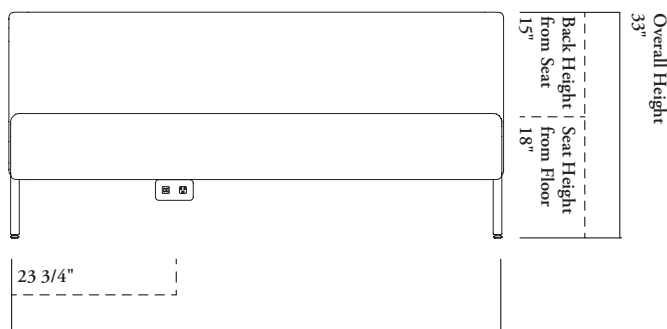 Overall Height
33"
Back Height
from Seat
15"
Seat Height
from Floor
18"
23 3/4"